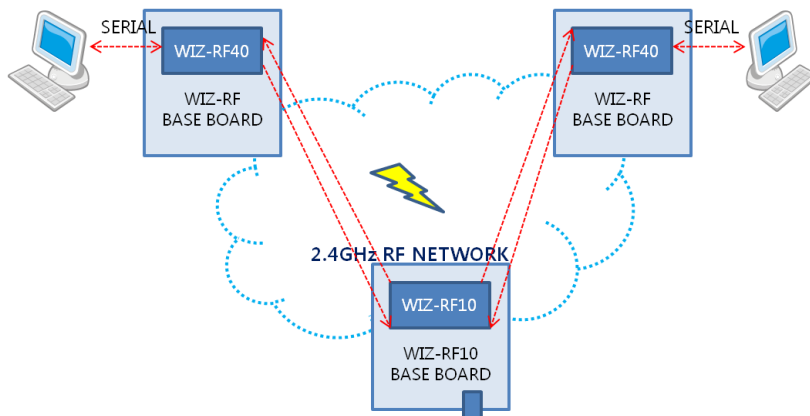 SERIAL
WIZ-RF40
WIZ-RF
BASE BOARD
WIZ-RF40
SERIAL
WIZ-RF
BASE BOARD
2.4GHz RF NETWORK
WIZ-RF10
WIZ-RF10
BASE BOARD